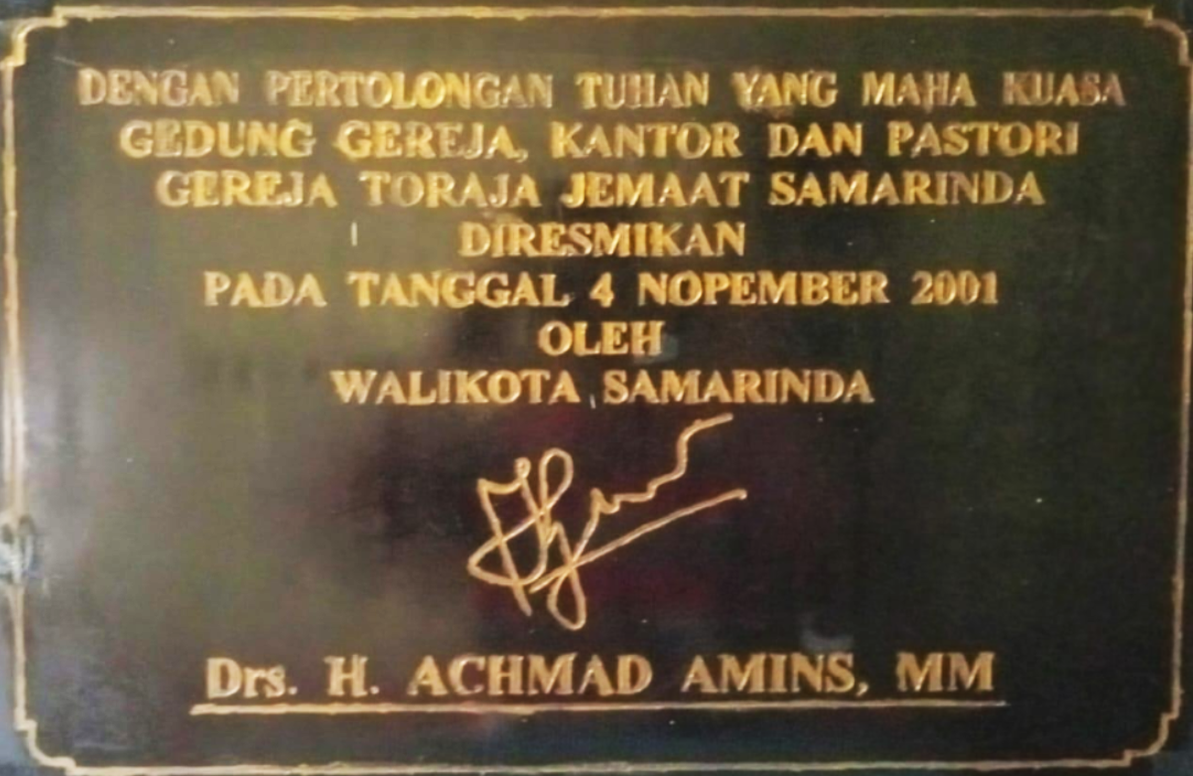 DENGAN PERTOLONGAN TUHAN YANG MAHA KUASA
GEDUNG GEREJA, KANTOR DAN PASTORI
GEREJA TORAJA JEMAAT SAMARINDA
DIRESMIKAN
PADA TANGGAL 4 NOPEMBER 2001
OLEH
WALIKOTA SAMARINDA
Drs. H. ACHMAD AMINS, MM